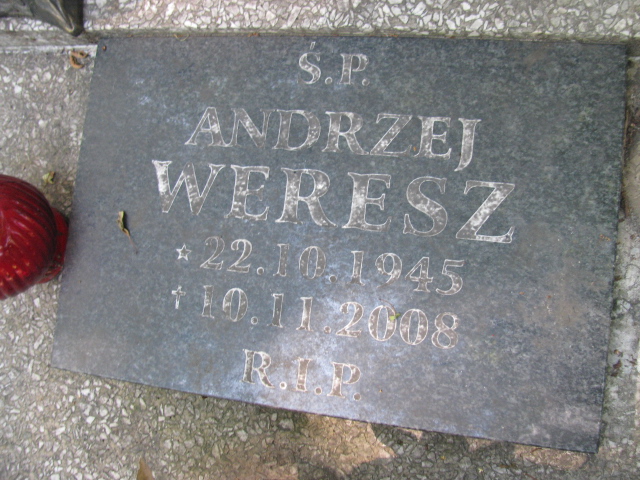 Ś.P.
ANDRZEJ
WERESZ
☆ 22.10.1945
† 10.11.2008
R.I.P.